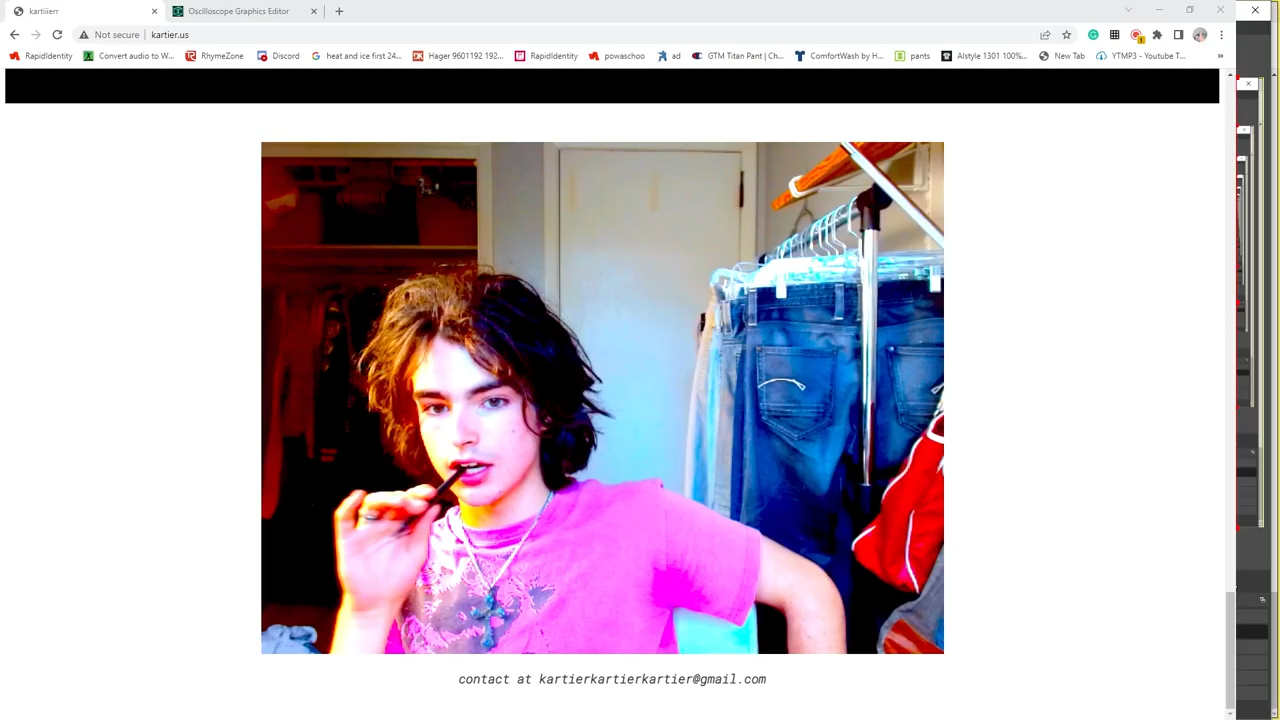 kartiiierr
Oscilloscope Graphics Editor
Not secure
kartier.us
RapidIdentity
Convert audio to W...
RhymeZone
Discord
heat and ice first 24...
Hager 9601192 192...
RapidIdentity
powaschoo
ad
GTM Titan Pant | Ch...
ComfortWash by H...
pants
Alstyle 1301 100%...
New Tab
YTMP3 - Youtube T...
contact at kartierkartierkartier@gmail.com